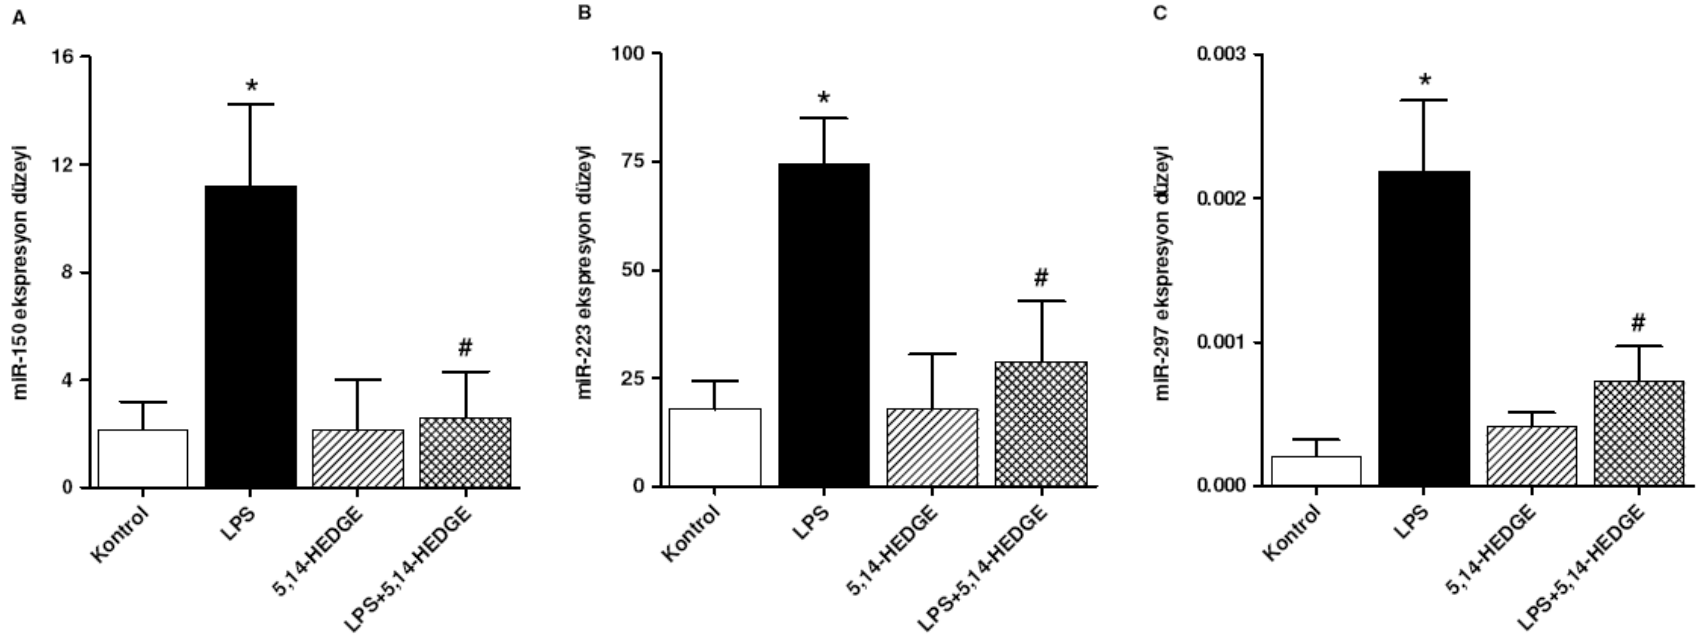 A
miR-150 ekspresyon düzeyi
16
12
8
4
0
*
#
Kontrol
LPS
5,14-HEDGE
LPS+5,14-HEDGE
B
miR-223 ekspresyon düzeyi
100
75
50
25
0
*
#
Kontrol
LPS
5,14-HEDGE
LPS+5,14-HEDGE
C
miR-297 ekspresyon düzeyi
0.003
0.002
0.001
0.000
*
#
Kontrol
LPS
5,14-HEDGE
LPS+5,14-HEDGE